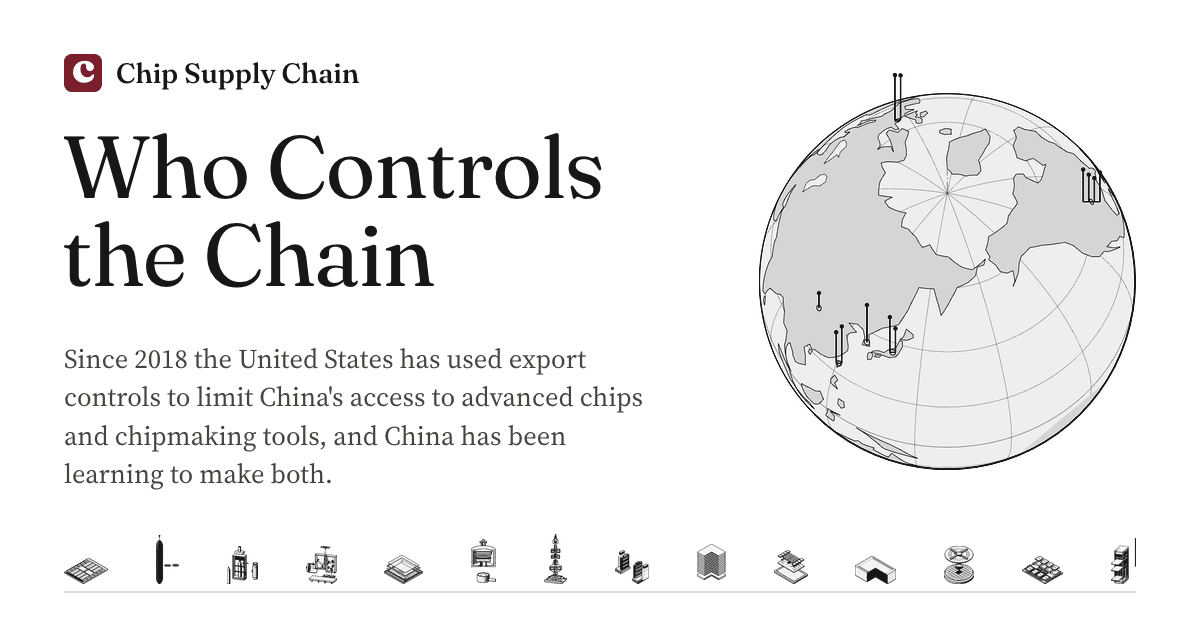 C Chip Supply Chain
Who Controls
the Chain
Since 2018 the United States has used export
controls to limit China's access to advanced chips
and chipmaking tools, and China has been
learning to make both.